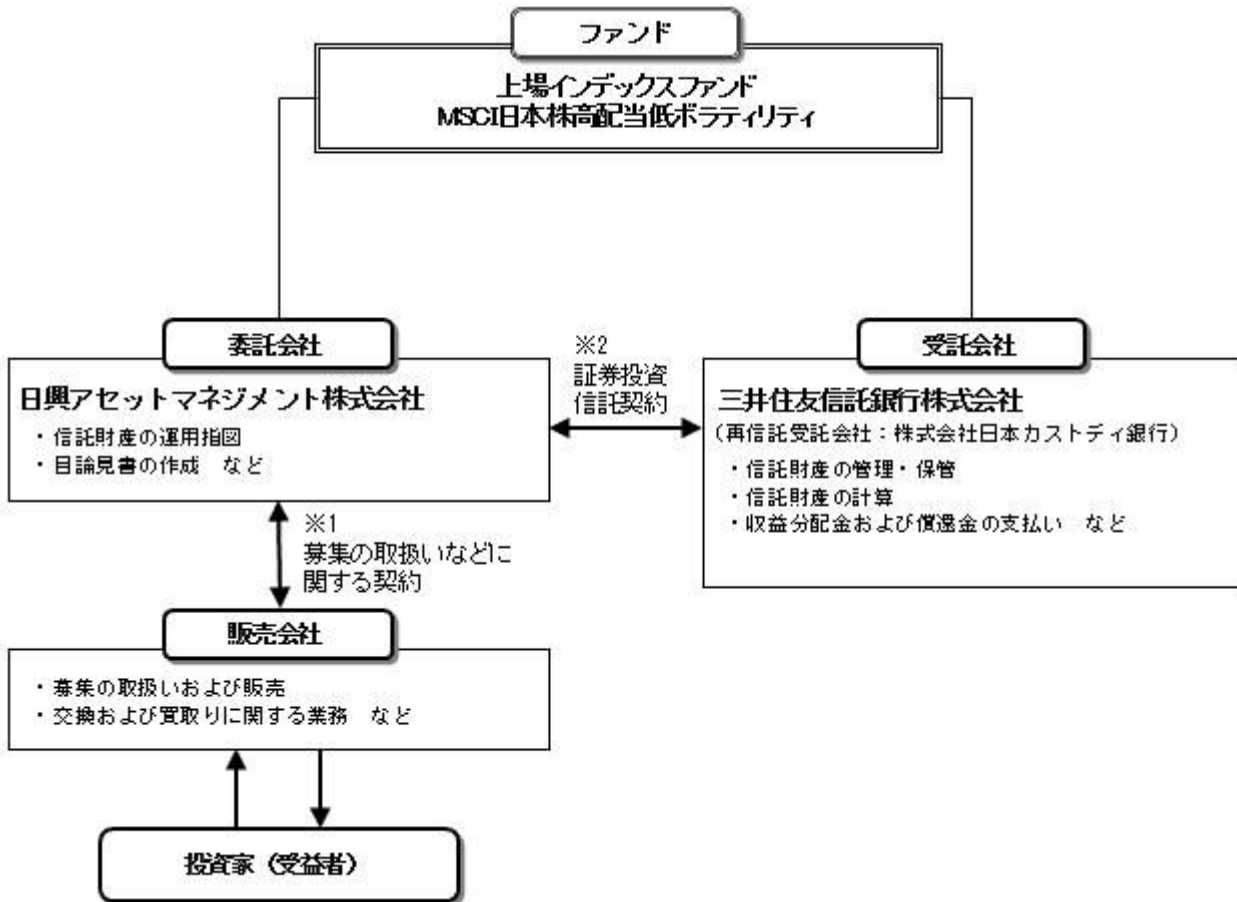 ファンド
上場インデックスファンド
MSCI日本株高配当低ボラティリティ
委託会社
日興アセットマネジメント株式会社
・信託財産の運用指図
・目論見書の作成　など
※2
証券投資
信託契約
受託会社
三井住友信託銀行株式会社
（再信託受託会社：株式会社日本カストディ銀行）
・信託財産の管理・保管
・信託財産の計算
・収益分配金および償還金の支払い　など
※1
募集の取扱いなどに
関する契約
販売会社
・募集の取扱いおよび販売
・交換および買取りに関する業務　など
投資家（受益者）